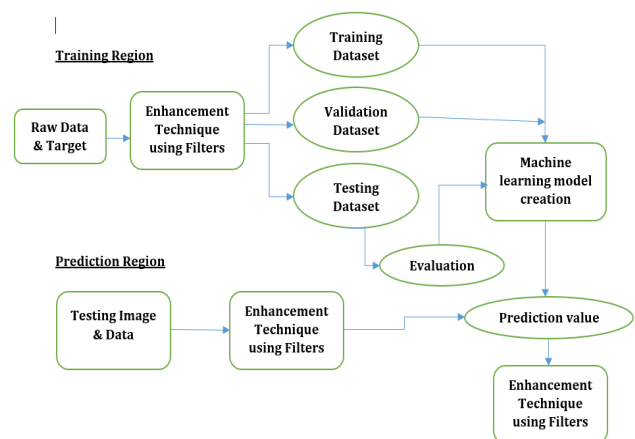 Training Region
Raw Data
& Target
Enhancement
Technique
using Filters
Training
Dataset
Validation
Dataset
Testing
Dataset
Evaluation
Machine
learning model
creation
Prediction Region
Testing Image
& Data
Enhancement
Technique
using Filters
Prediction value
Enhancement
Technique
using Filters